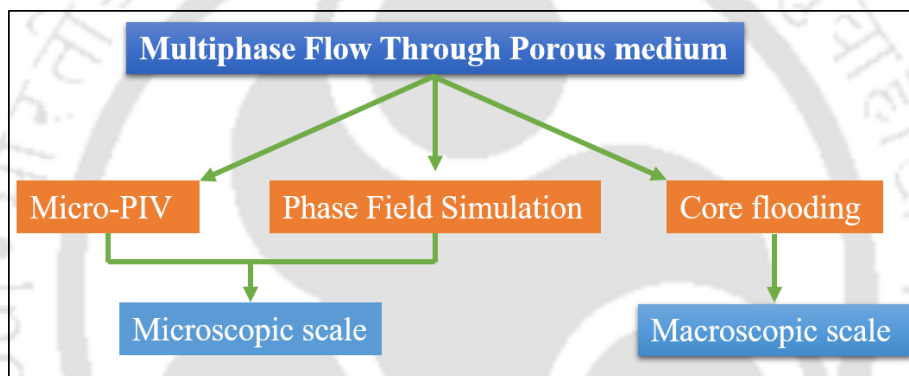 Multiphase Flow Through Porous medium
Micro-PIV
Phase Field Simulation
Core flooding
Microscopic scale
Macroscopic scale